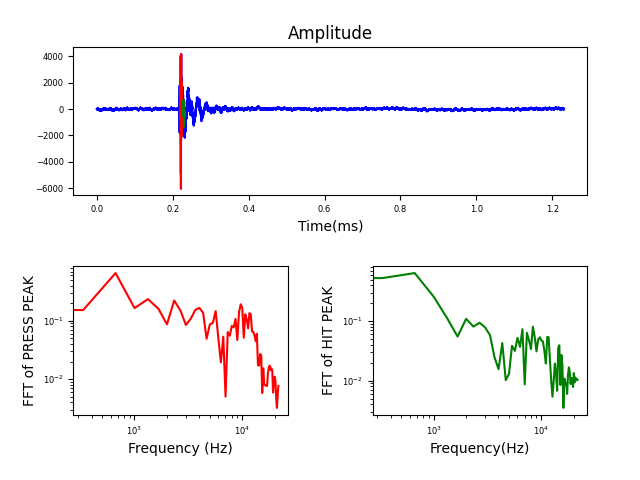 Amplitude
4000
2000
0
−2000
−4000
−6000
0.0 0.2 0.4 0.6 0.8 1.0 1.2
Time(ms)
FFT of PRESS PEAK
10⁻¹
10⁻²
10³ 10⁴
Frequency (Hz)
FFT of HIT PEAK
10⁻¹
10⁻²
10³ 10⁴
Frequency(Hz)